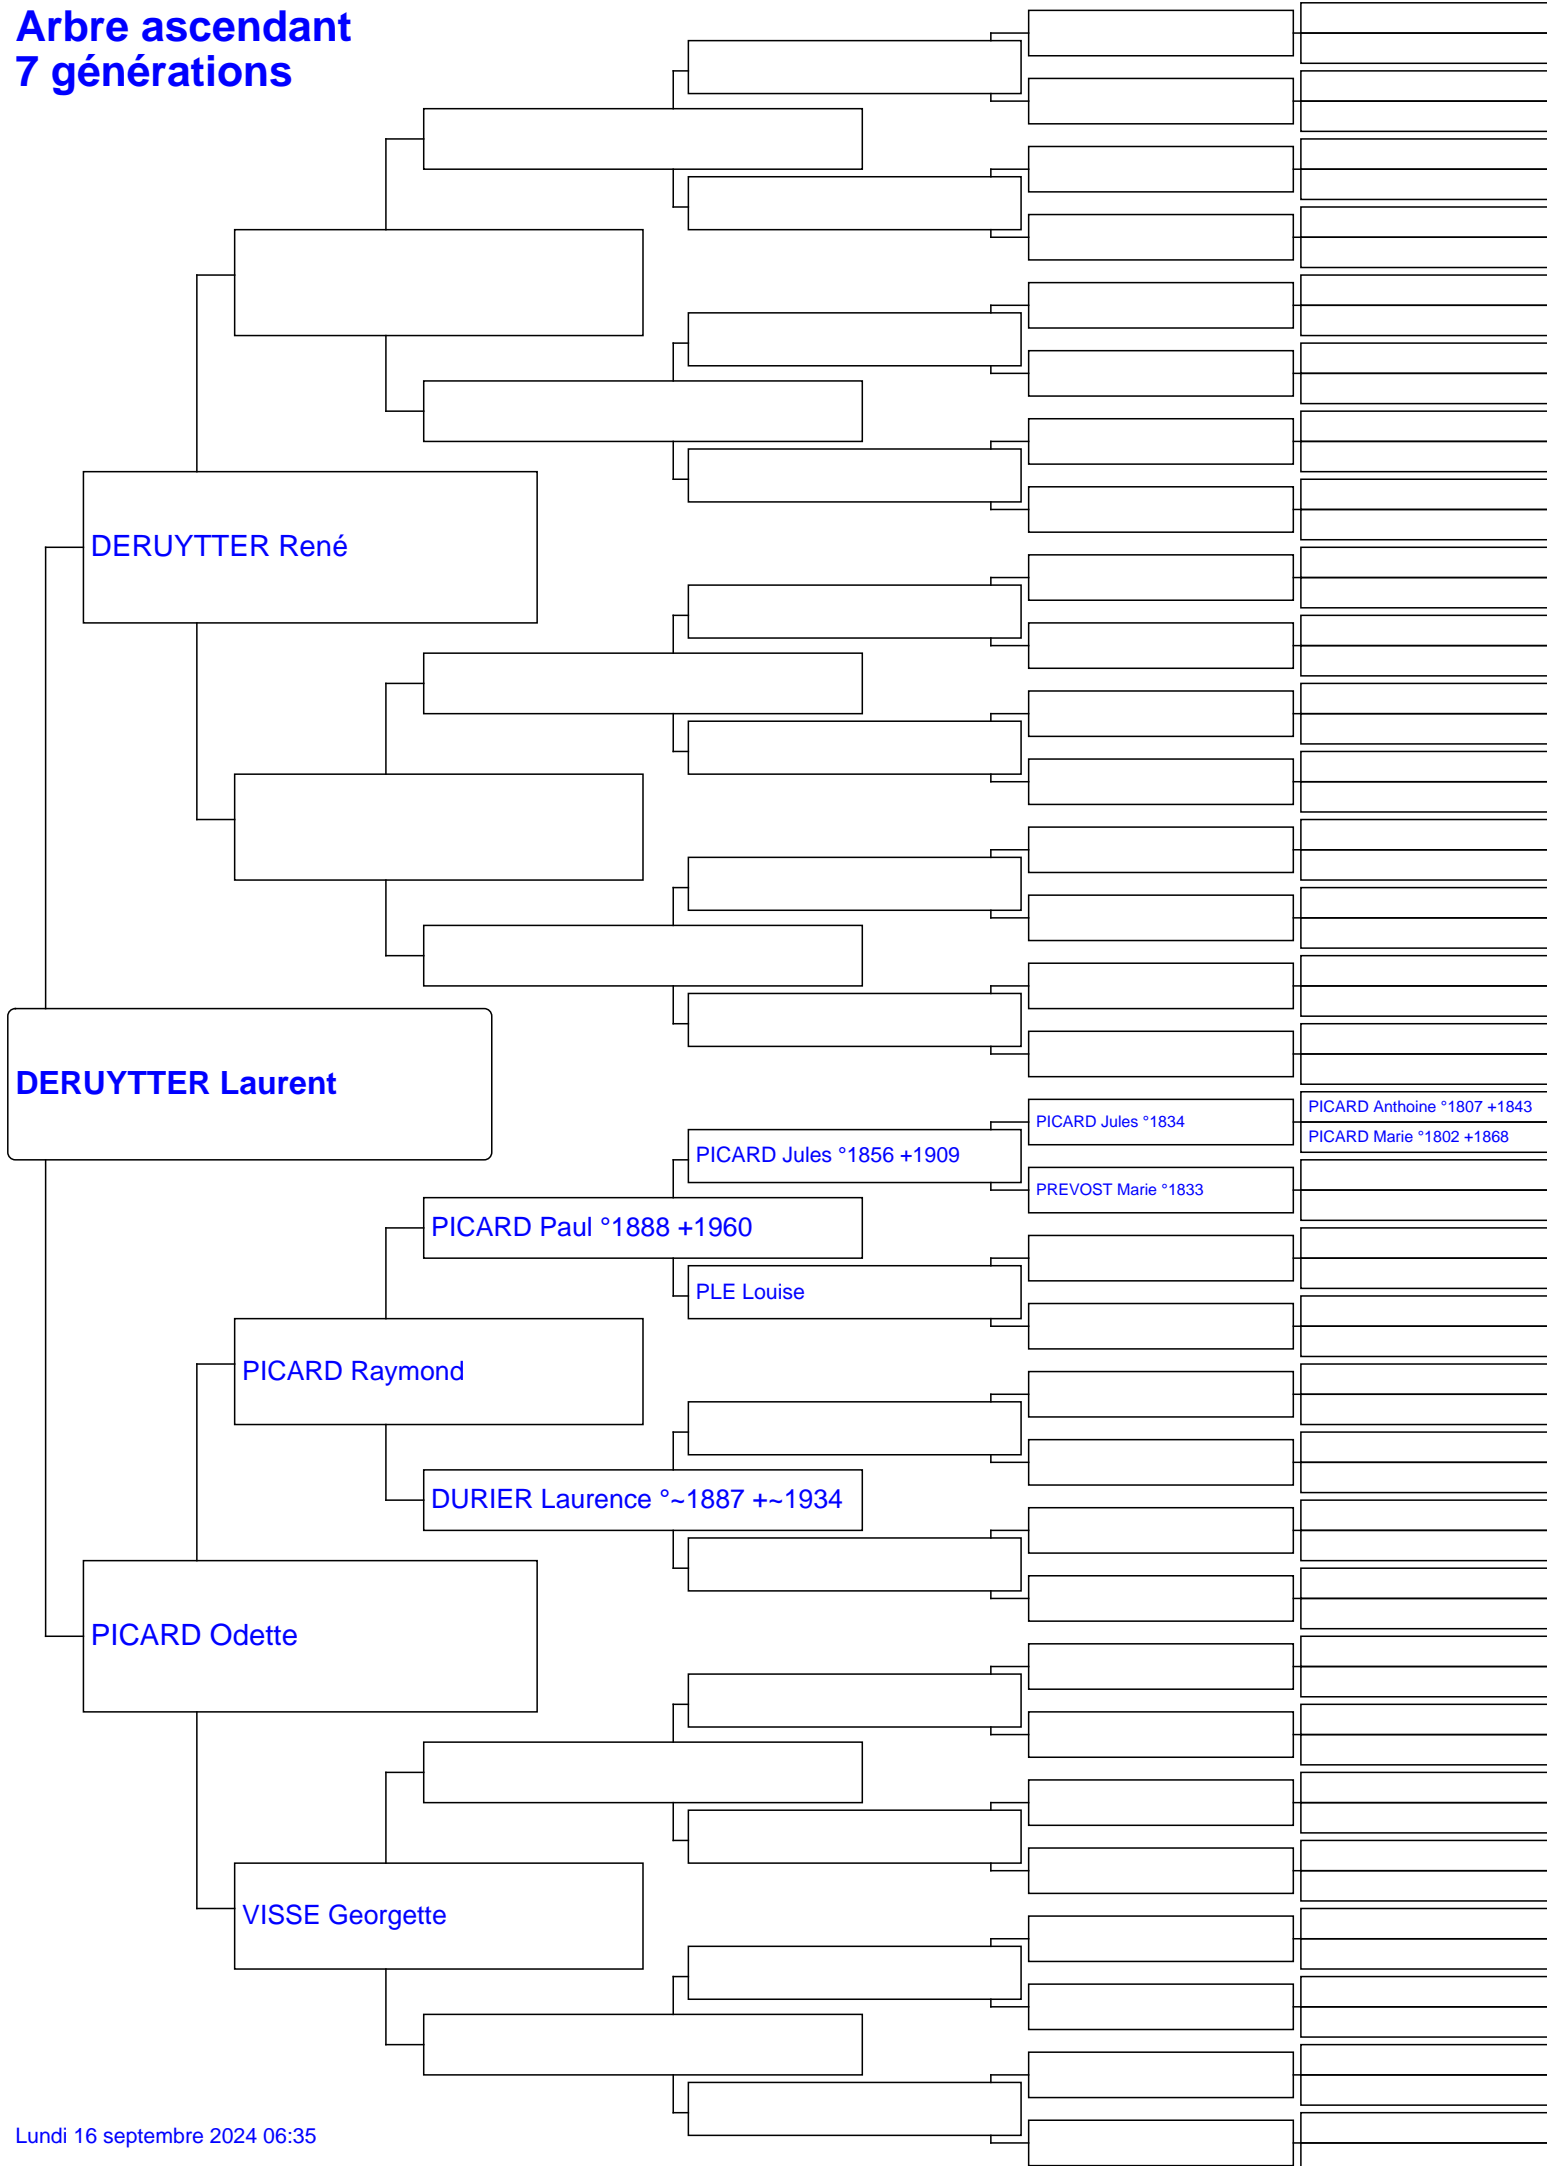 Arbre ascendant
7 générations
DERUYTTER René
DERUYTTER Laurent
PICARD Anthoine °1807 +1843
PICARD Jules °1834
PICARD Marie °1802 +1868
PICARD Jules °1856 +1909
PREVOST Marie °1833
PICARD Paul °1888 +1960
PLE Louise
PICARD Raymond
DURIER Laurence °~1887 +~1934
PICARD Odette
VISSE Georgette
Lundi 16 septembre 2024 06:35